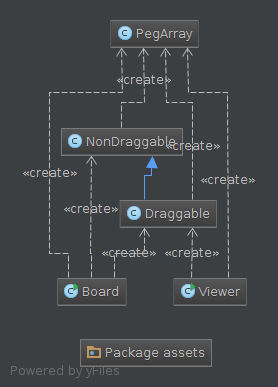 PegArray
«create»
NonDraggable
«create»
«create»
«create»
«create»
Draggable
«create»
«create»
Board
Viewer
Package assets
Powered by yFiles